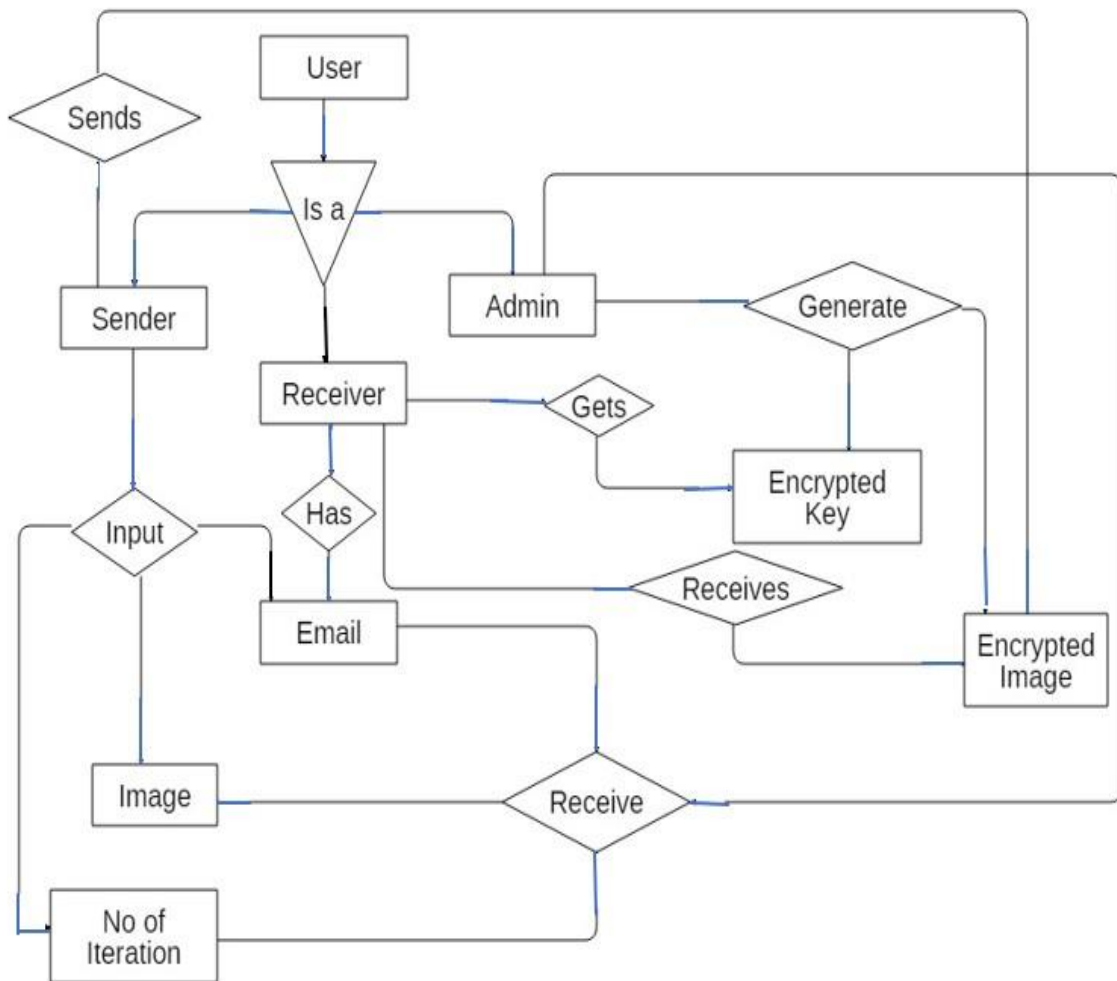 User
Sends
Is a
Sender
Admin
Generate
Receiver
Gets
Encrypted
Key
Has
Input
Receives
Email
Encrypted
Image
Image
Receive
No of
Iteration